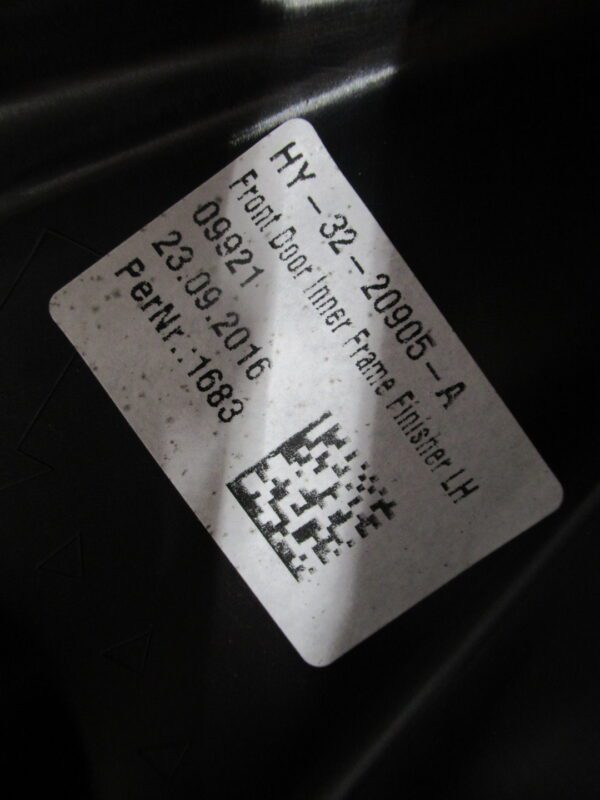 HY-32-20905-A
Front Door Inner Frame Finisher LH
09921
23.09.2016
PerNr.:1683